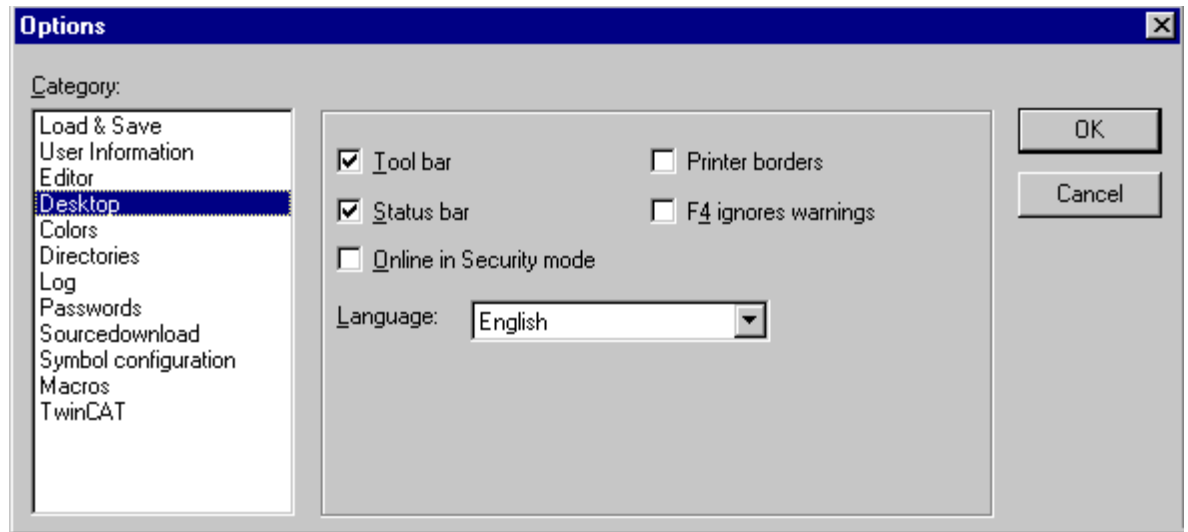 Options
Category:
Load & Save
User Information
Editor
Desktop
Colors
Directories
Log
Passwords
Sourcedownload
Symbol configuration
Macros
TwinCAT
Tool bar
Printer borders
Status bar
F4 ignores warnings
Online in Security mode
Language:
English
OK
Cancel